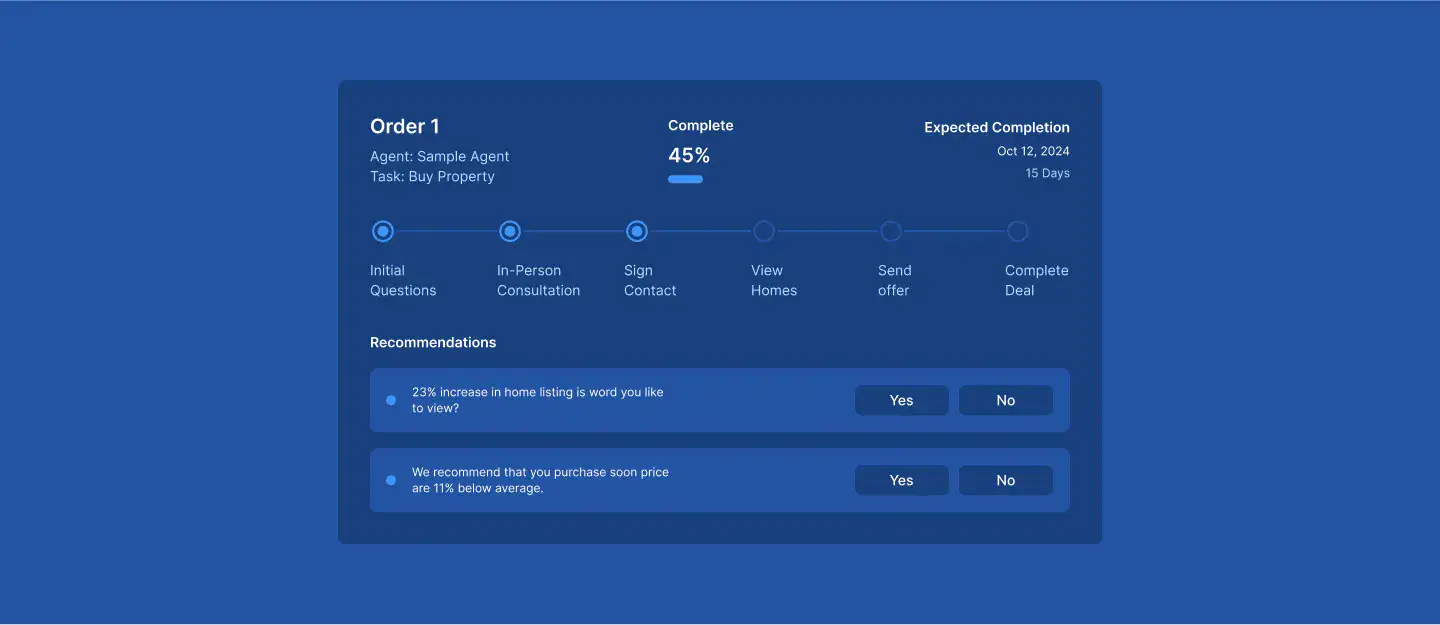 Order 1
Agent: Sample Agent
Task: Buy Property
Complete
45%
Expected Completion
Oct 12, 2024
15 Days
Initial
Questions
In-Person
Consultation
Sign
Contact
View
Homes
Send
offer
Complete
Deal
Recommendations
23% increase in home listing is word you like
to view?
Yes
No
We recommend that you purchase soon price
are 11% below average.
Yes
No